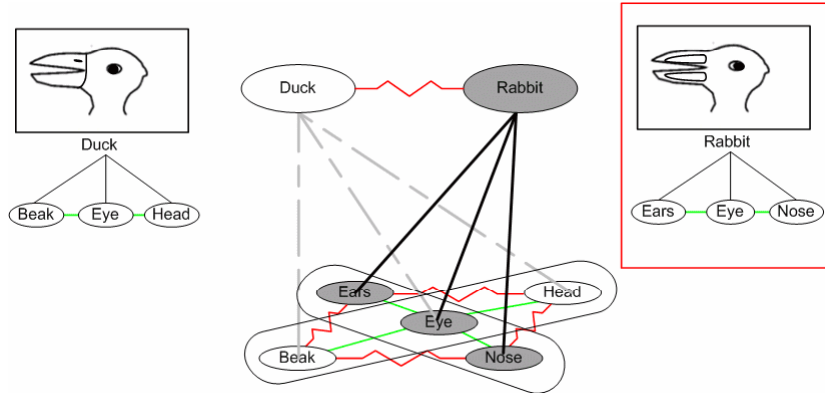 Duck
Beak Eye Head
Duck Rabbit
Ears Head
Eye
Beak Nose
Rabbit
Ears Eye Nose